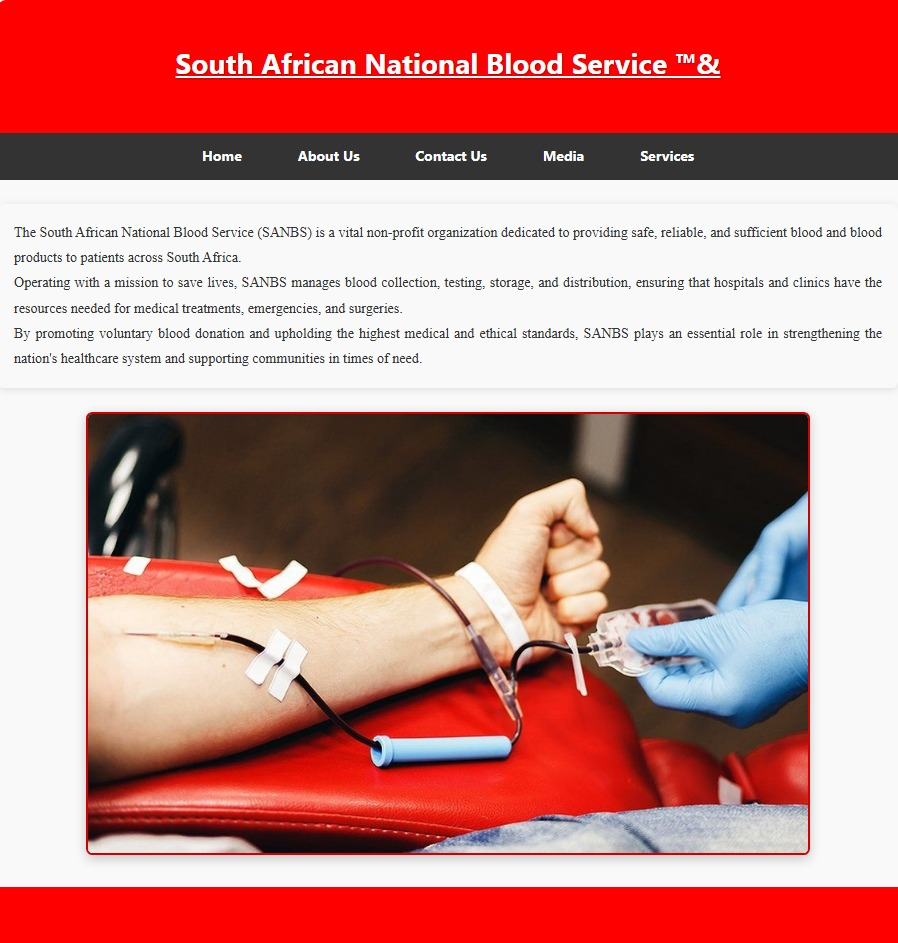 South African National Blood Service ™&
Home About Us Contact Us Media Services
The South African National Blood Service (SANBS) is a vital non-profit organization dedicated to providing safe, reliable, and sufficient blood and blood
products to patients across South Africa.
Operating with a mission to save lives, SANBS manages blood collection, testing, storage, and distribution, ensuring that hospitals and clinics have the
resources needed for medical treatments, emergencies, and surgeries.
By promoting voluntary blood donation and upholding the highest medical and ethical standards, SANBS plays an essential role in strengthening the
nation's healthcare system and supporting communities in times of need.